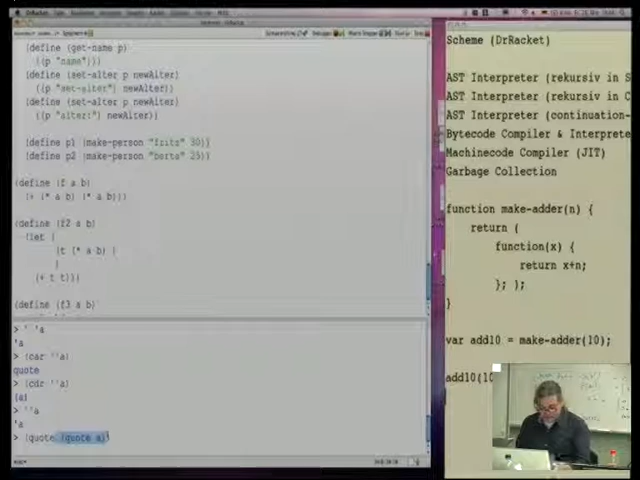 (define (get-name p)
((p "name")))
(define (set-alter p newAlter)
((p "set-alter") newAlter))
(define (set-alter p newAlter)
((p "alter:") newAlter))
(define p1 (make-person "fritz" 30))
(define p2 (make-person "berta" 25))
(define (f a b)
(+ (* a b) (* a b)))
(define (f2 a b)
(let (
(t (* a b) )
)
(+ t t)))
(define (f3 a b)
> ' 'a
''a
> (car ''a)
quote
> (cdr ''a)
(a)
> ''a
'a
> (quote (quote a))
Scheme (DrRacket)
AST Interpreter (rekursiv in S
AST Interpreter (rekursiv in C
AST Interpreter (continuation-
Bytecode Compiler & Interprete
Machinecode Compiler (JIT)
Garbage Collection
function make-adder(n) {
return (
function(x) {
return x+n;
}; );
}
var add10 = make-adder(10);
add10(10